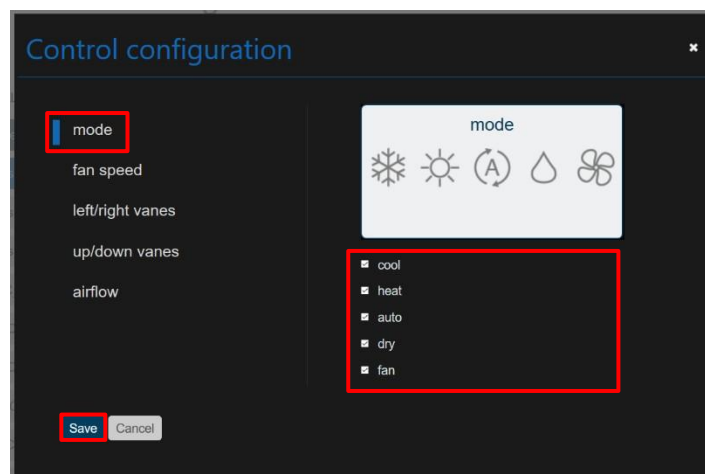 Control configuration
mode
fan speed
left/right vanes
up/down vanes
airflow
mode
A
cool
heat
auto
dry
fan
Save Cancel